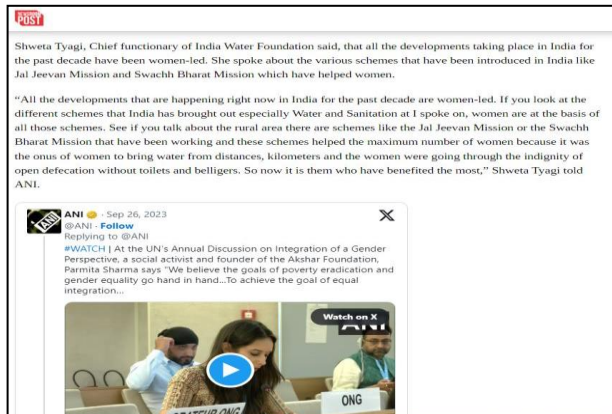 POST
Shweta Tyagi, Chief functionary of India Water Foundation said, that all the developments taking place in India for
the past decade have been women-led. She spoke about the various schemes that have been introduced in India like
Jal Jeevan Mission and Swachh Bharat Mission which have helped women.
“All the developments that are happening right now in India for the past decade are women-led. If you look at the
different schemes that India has brought out especially Water and Sanitation at I spoke on, women are at the basis of
all those schemes. See if you talk about the rural area there are schemes like the Jal Jeevan Mission or the Swachh
Bharat Mission that have been working and these schemes helped the maximum number of women because it was
the onus of women to bring water from distances, kilometers and the women were going through the indignity of
open defecation without toilets and belligers. So now it is them who have benefited the most,” Shweta Tyagi told
ANI.
ANI · Sep 26, 2023
@ANI · Follow
Replying to @ANI
#WATCH | At the UN's Annual Discussion on Integration of a Gender
Perspective, a social activist and founder of the Akshar Foundation,
Parmita Sharma says "We believe the goals of poverty eradication and
gender equality go hand in hand...To achieve the goal of equal
integration...
Watch on X
ANI
ONG